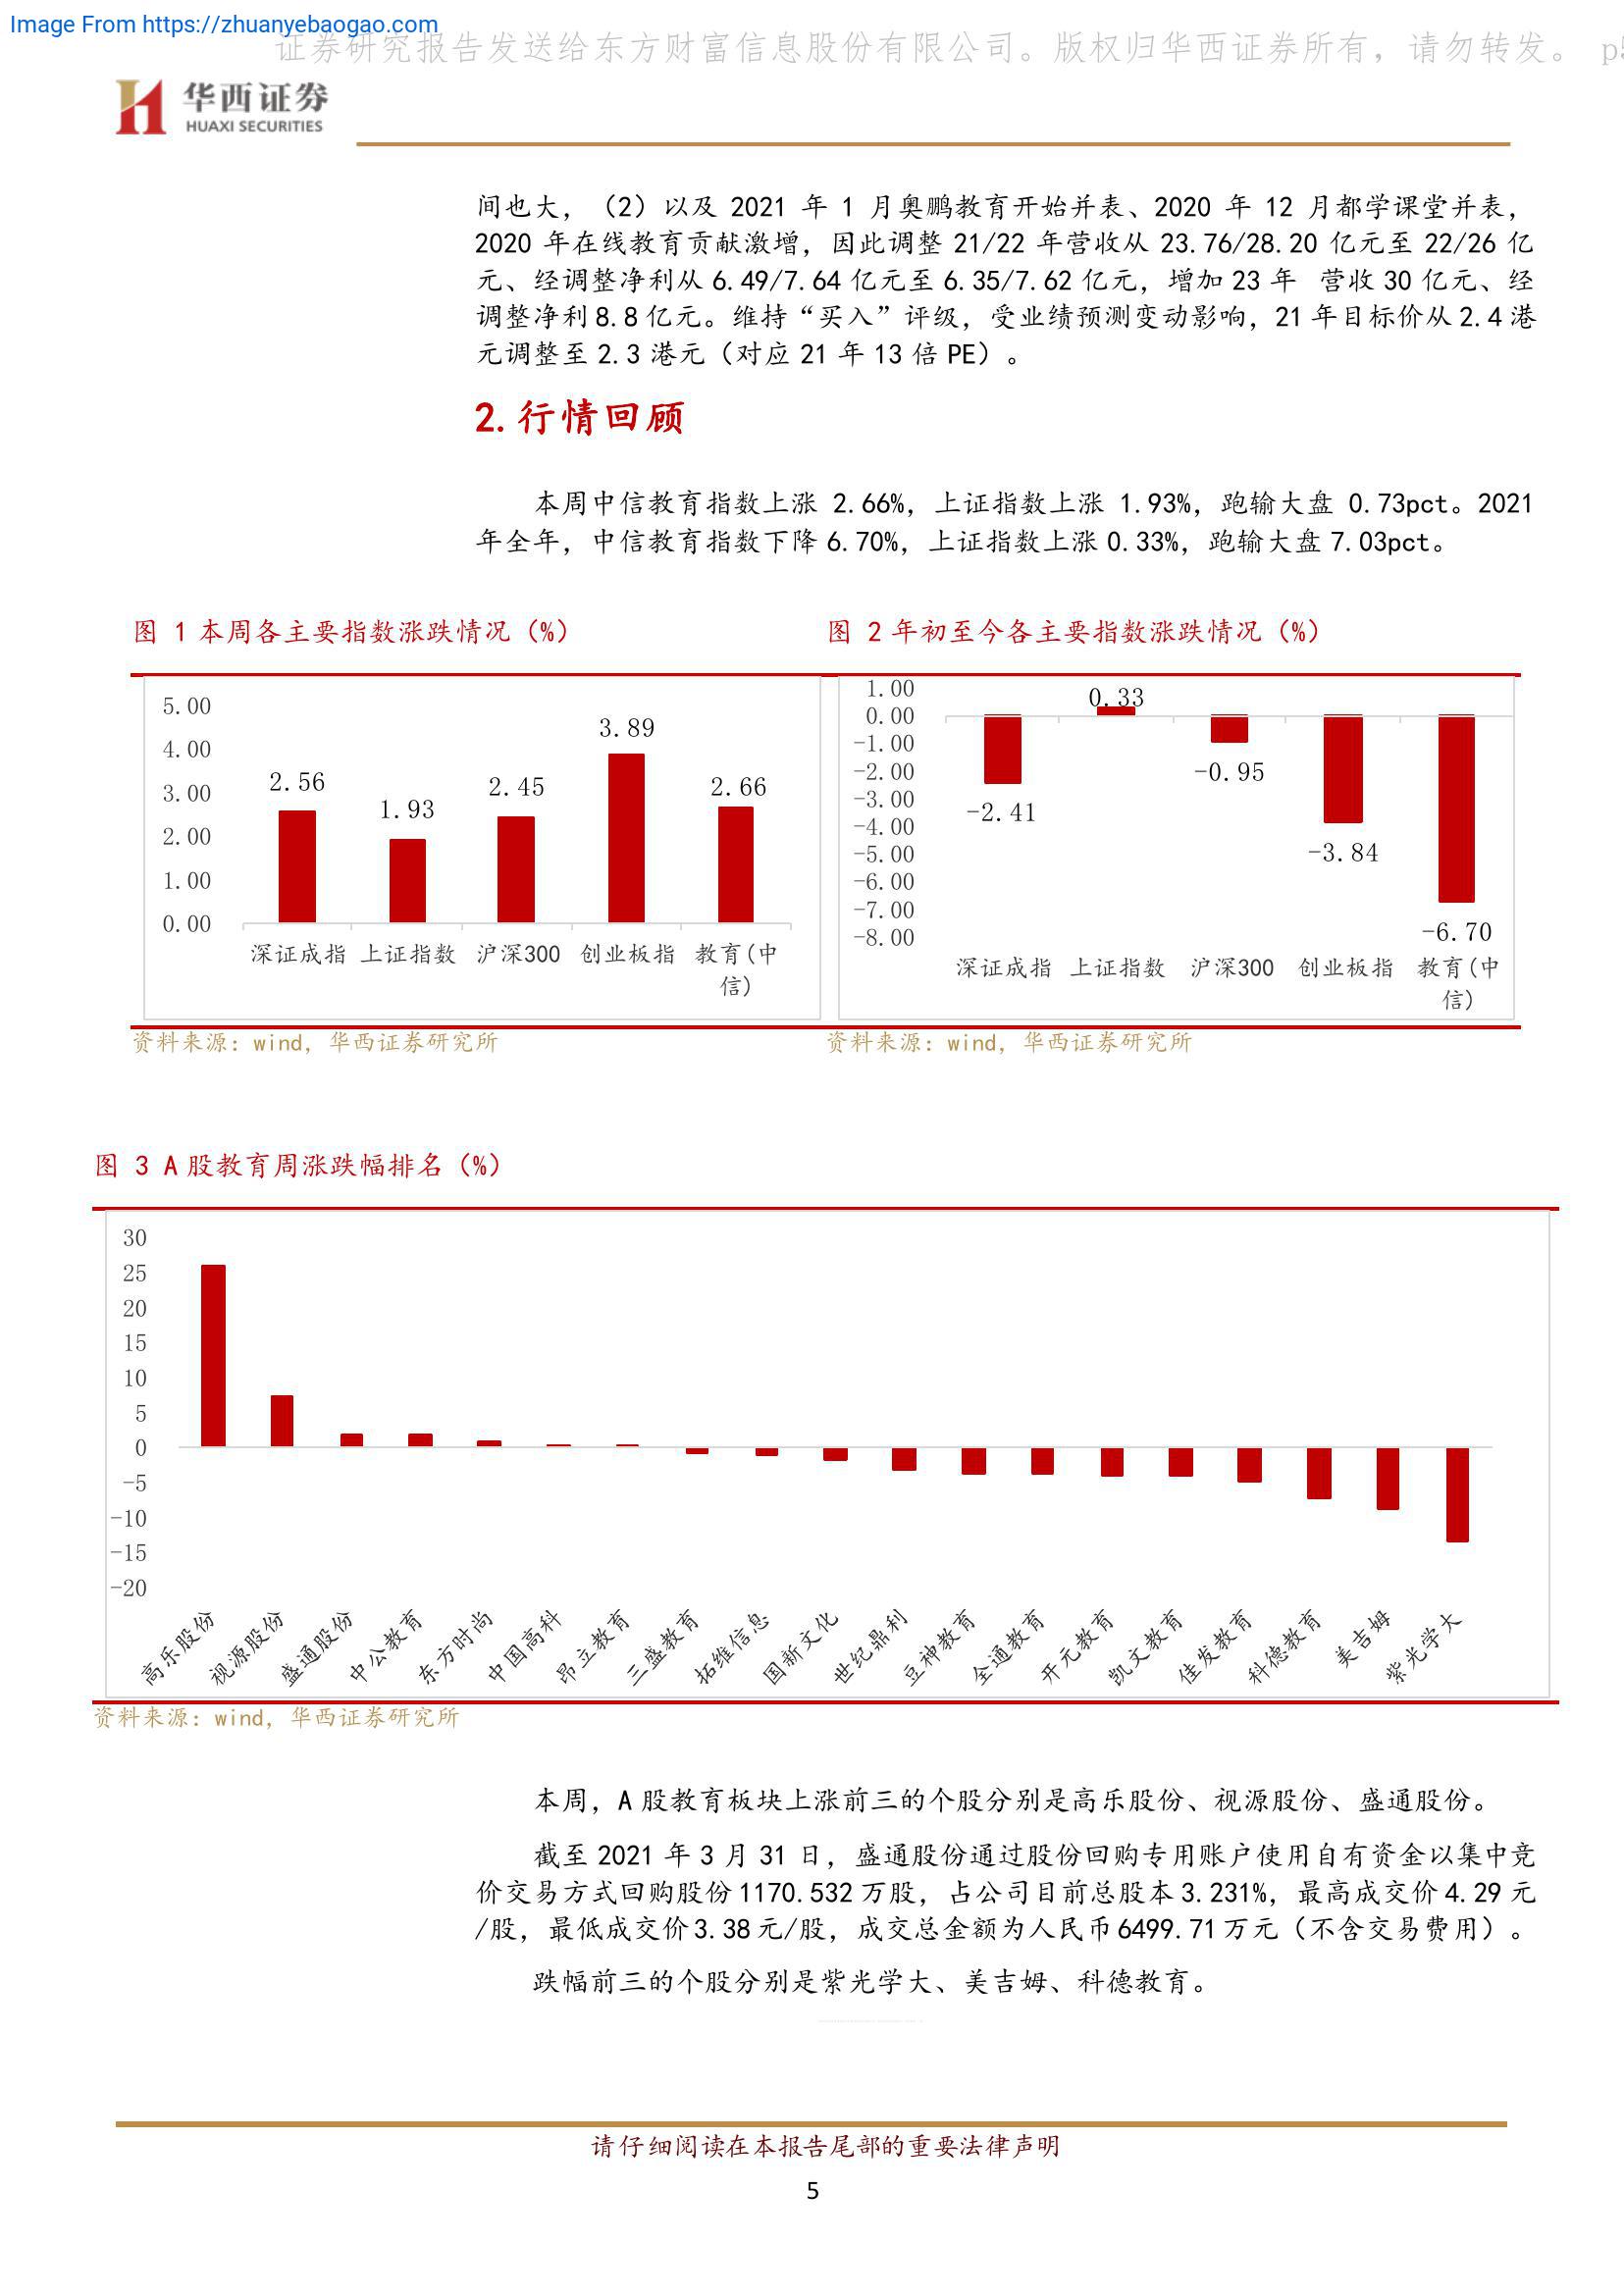 Image From https://zhuanyebaogao.com
证券研究报告发送给东方财富信息股份有限公司。版权归华西证券所有，请勿转发。 p5
华西证券
HUAXI SECURITIES
间也大，（2）以及 2021 年 1 月奥鹏教育开始并表、2020 年 12 月都学课堂并表，
2020 年在线教育贡献激增，因此调整 21/22 年营收从 23.76/28.20 亿元至 22/26 亿
元、经调整净利从 6.49/7.64 亿元至 6.35/7.62 亿元，增加 23 年 营收 30 亿元、经
调整净利 8.8 亿元。维持“买入”评级，受业绩预测变动影响，21 年目标价从 2.4 港
元调整至 2.3 港元（对应 21 年 13 倍 PE）。
2.行情回顾
本周中信教育指数上涨 2.66%，上证指数上涨 1.93%，跑输大盘 0.73pct。2021
年全年，中信教育指数下降 6.70%，上证指数上涨 0.33%，跑输大盘 7.03pct。
图 1 本周各主要指数涨跌情况（%）
5.00
4.00
3.00
2.00
1.00
0.00
2.56
1.93
2.45
3.89
2.66
深证成指 上证指数 沪深300 创业板指 教育(中
信)
资料来源：wind，华西证券研究所
图 2 年初至今各主要指数涨跌情况（%）
1.00
0.00
-1.00
-2.00
-3.00
-4.00
-5.00
-6.00
-7.00
-8.00
-2.41
0.33
-0.95
-3.84
-6.70
深证成指 上证指数 沪深300 创业板指 教育(中
信)
资料来源：wind，华西证券研究所
图 3 A 股教育周涨跌幅排名（%）
30
25
20
15
10
5
0
-5
-10
-15
-20
高乐股份
视源股份
盛通股份
中公教育
东方时尚
中国高科
昂立教育
三盛教育
拓维信息
国新文化
世纪鼎利
豆神教育
全通教育
开元教育
凯文教育
佳发教育
科德教育
美吉姆
紫光学大
资料来源：wind，华西证券研究所
本周，A 股教育板块上涨前三的个股分别是高乐股份、视源股份、盛通股份。
截至 2021 年 3 月 31 日，盛通股份通过股份回购专用账户使用自有资金以集中竞
价交易方式回购股份 1170.532 万股，占公司目前总股本 3.231%，最高成交价 4.29 元
/股，最低成交价 3.38 元/股，成交总金额为人民币 6499.71 万元（不含交易费用）。
跌幅前三的个股分别是紫光学大、美吉姆、科德教育。
请仔细阅读在本报告尾部的重要法律声明
5